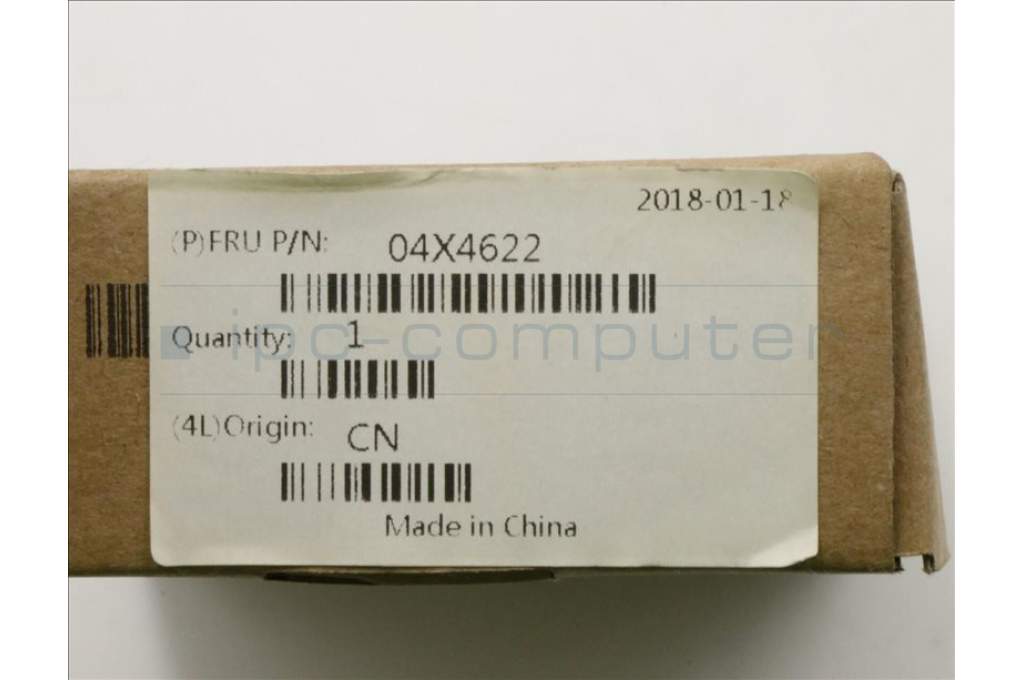 2018-01-18
(P)FRU P/N: 04X4622
Quantity: 1
ipc-computer
(4L)Origin: CN
Made in China